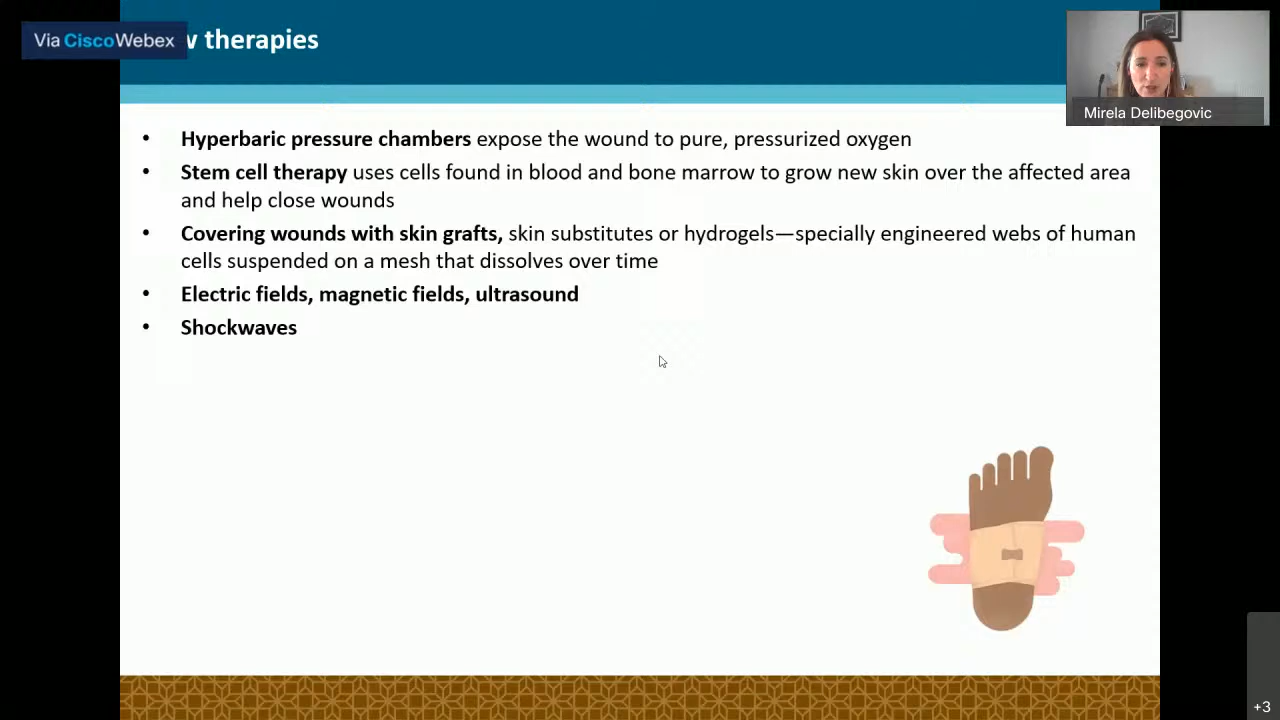 Via CiscoWebex
w therapies
Mirela Delibegovic
• Hyperbaric pressure chambers expose the wound to pure, pressurized oxygen
• Stem cell therapy uses cells found in blood and bone marrow to grow new skin over the affected area
and help close wounds
• Covering wounds with skin grafts, skin substitutes or hydrogels—specially engineered webs of human
cells suspended on a mesh that dissolves over time
• Electric fields, magnetic fields, ultrasound
• Shockwaves
+3